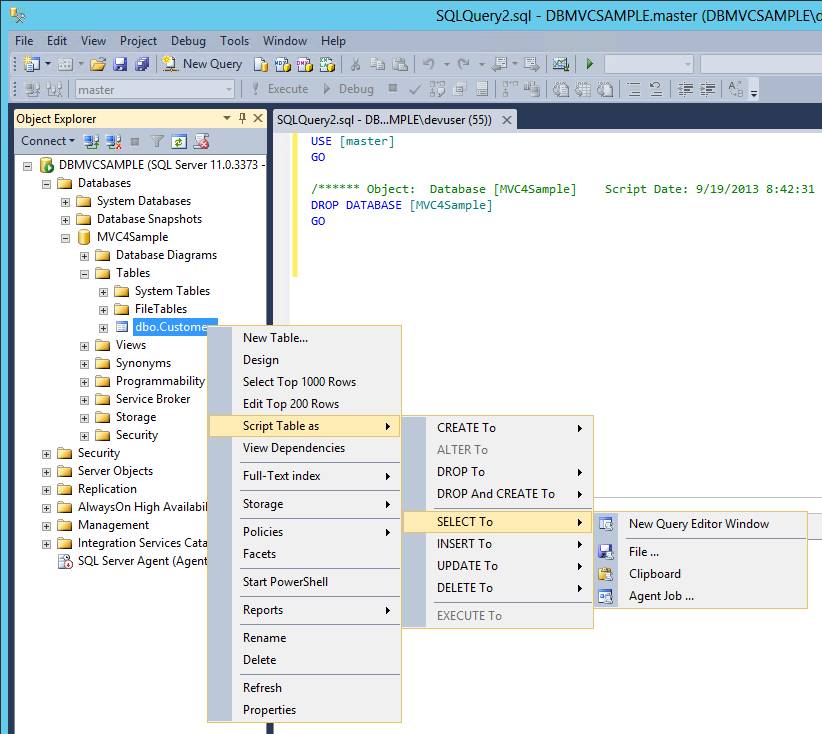 SQLQuery2.sql - DBMVCSAMPLE.master (DBMVCSAMPLE\d
File Edit View Project Debug Tools Window Help
New Query
master
Execute
Debug
Object Explorer
SQLQuery2.sql - DB...MPLE\devuser (55))
Connect
DBMVCSAMPLE (SQL Server 11.0.3373 -
Databases
System Databases
Database Snapshots
MVC4Sample
Database Diagrams
Tables
System Tables
FileTables
dbo.Custome
Views
Synonyms
Programmability
Service Broker
Storage
Security
Security
Server Objects
Replication
AlwaysOn High Availabil
Management
Integration Services Cata
SQL Server Agent (Agent
USE [master]
GO
/****** Object:  Database [MVC4Sample]    Script Date: 9/19/2013 8:42:31
DROP DATABASE [MVC4Sample]
GO
New Table...
Design
Select Top 1000 Rows
Edit Top 200 Rows
Script Table as
View Dependencies
Full-Text index
Storage
Policies
Facets
Start PowerShell
Reports
Rename
Delete
Refresh
Properties
CREATE To
ALTER To
DROP To
DROP And CREATE To
SELECT To
INSERT To
UPDATE To
DELETE To
EXECUTE To
New Query Editor Window
File ...
Clipboard
Agent Job ...